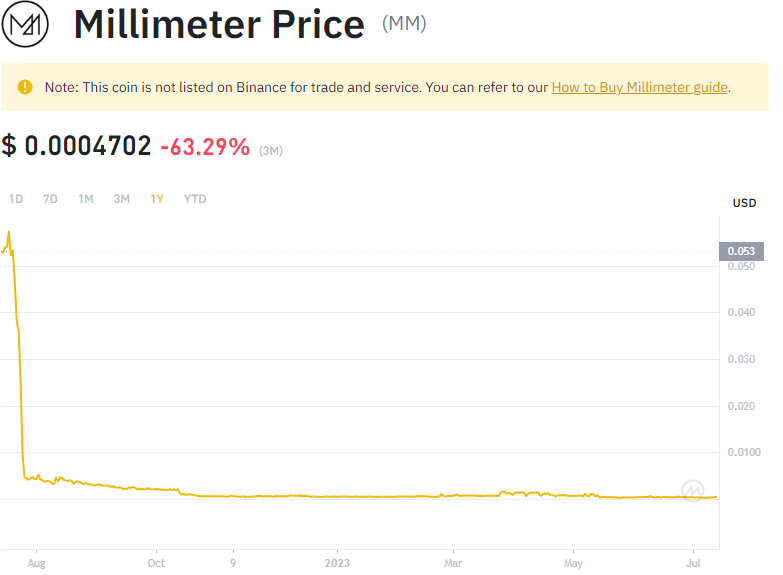 Millimeter Price (MM)
Note: This coin is not listed on Binance for trade and service. You can refer to our How to Buy Millimeter guide.
$ 0.0004702 -63.29% (3M)
1D 7D 1M 3M 1Y YTD
USD
0.053
0.050
0.040
0.030
0.020
0.0100
Aug Oct 9 2023 Mar May Jul